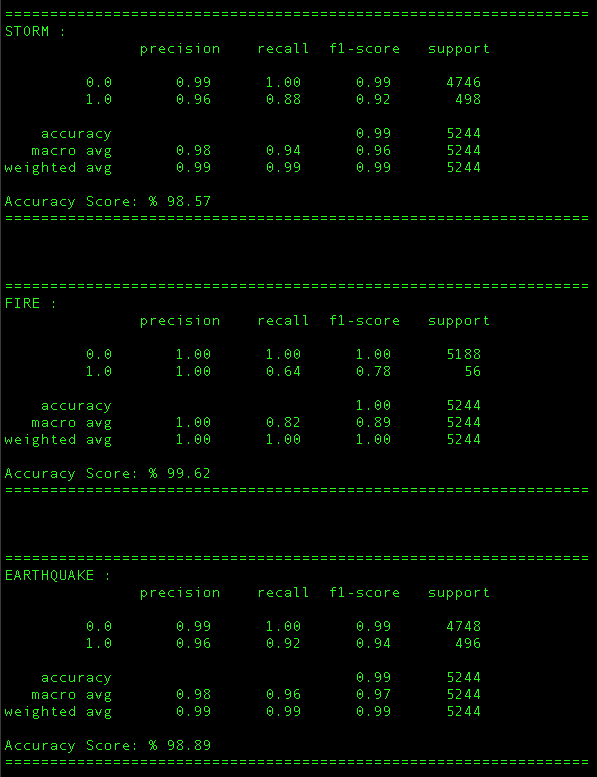 =================================================================
STORM :
               precision    recall  f1-score   support

         0.0       0.99      1.00      0.99      4746
         1.0       0.96      0.88      0.92       498

    accuracy                           0.99      5244
   macro avg       0.98      0.94      0.96      5244
weighted avg       0.99      0.99      0.99      5244

Accuracy Score: % 98.57
=================================================================

=================================================================
FIRE :
               precision    recall  f1-score   support

         0.0       1.00      1.00      1.00      5188
         1.0       1.00      0.64      0.78        56

    accuracy                           1.00      5244
   macro avg       1.00      0.82      0.89      5244
weighted avg       1.00      1.00      1.00      5244

Accuracy Score: % 99.62
=================================================================

=================================================================
EARTHQUAKE :
               precision    recall  f1-score   support

         0.0       0.99      1.00      0.99      4748
         1.0       0.96      0.92      0.94       496

    accuracy                           0.99      5244
   macro avg       0.98      0.96      0.97      5244
weighted avg       0.99      0.99      0.99      5244

Accuracy Score: % 98.89
=================================================================